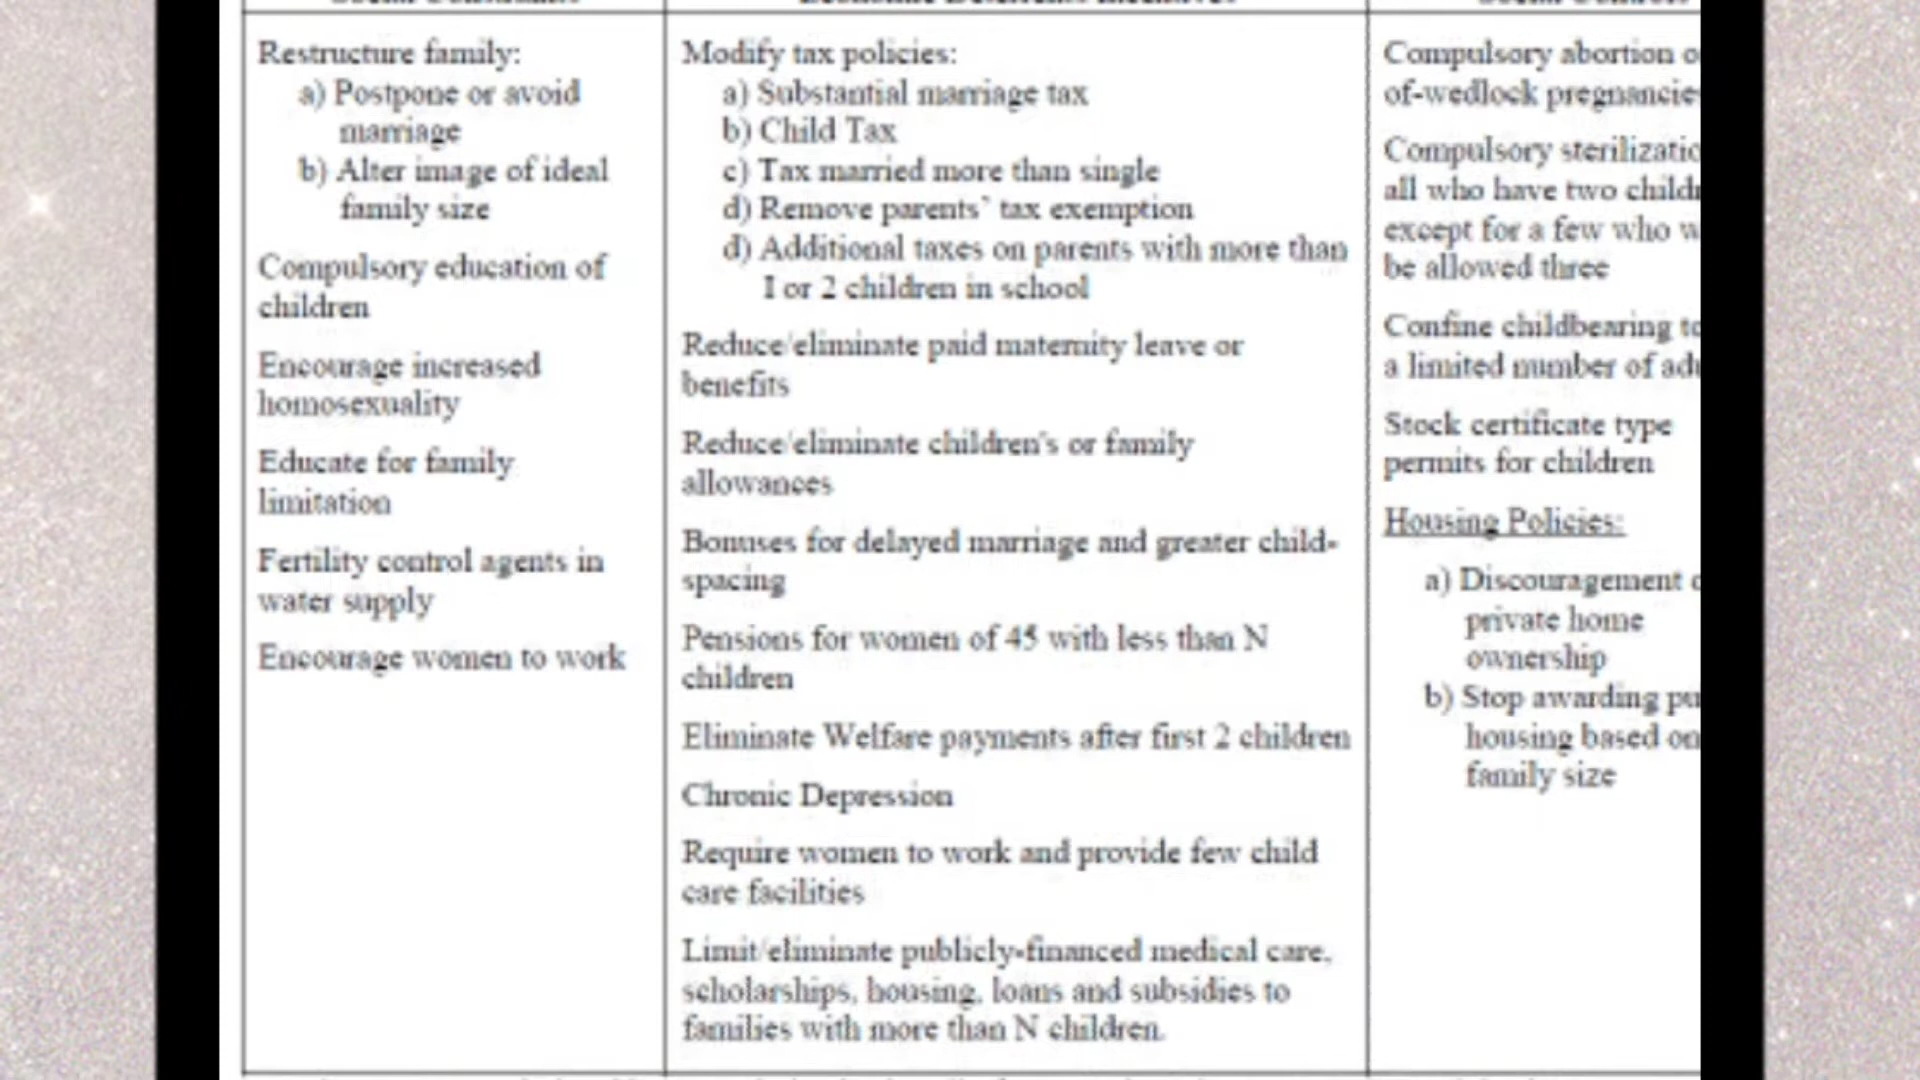 Restructure family:
a) Postpone or avoid
marriage
b) Alter image of ideal
family size
Compulsory education of
children
Encourage increased
homosexuality
Educate for family
limitation
Fertility control agents in
water supply
Encourage women to work
Modify tax policies:
a) Substantial marriage tax
b) Child Tax
c) Tax married more than single
d) Remove parents' tax exemption
d) Additional taxes on parents with more than
1 or 2 children in school
Reduce/eliminate paid maternity leave or
benefits
Reduce/eliminate children's or family
allowances
Bonuses for delayed marriage and greater child-
spacing
Pensions for women of 45 with less than N
children
Eliminate Welfare payments after first 2 children
Chronic Depression
Require women to work and provide few child
care facilities
Limit/eliminate publicly-financed medical care,
scholarships, housing, loans and subsidies to
families with more than N children.
Compulsory abortion
of-wedlock
Compulsory
all who have two
except for a few who
be allowed three
Confine childbearing
a limited number of
Stock certificate type
permits for children
Housing Policies:
a) Discouragement
private home
ownership
b) Stop awarding
housing based on
family size